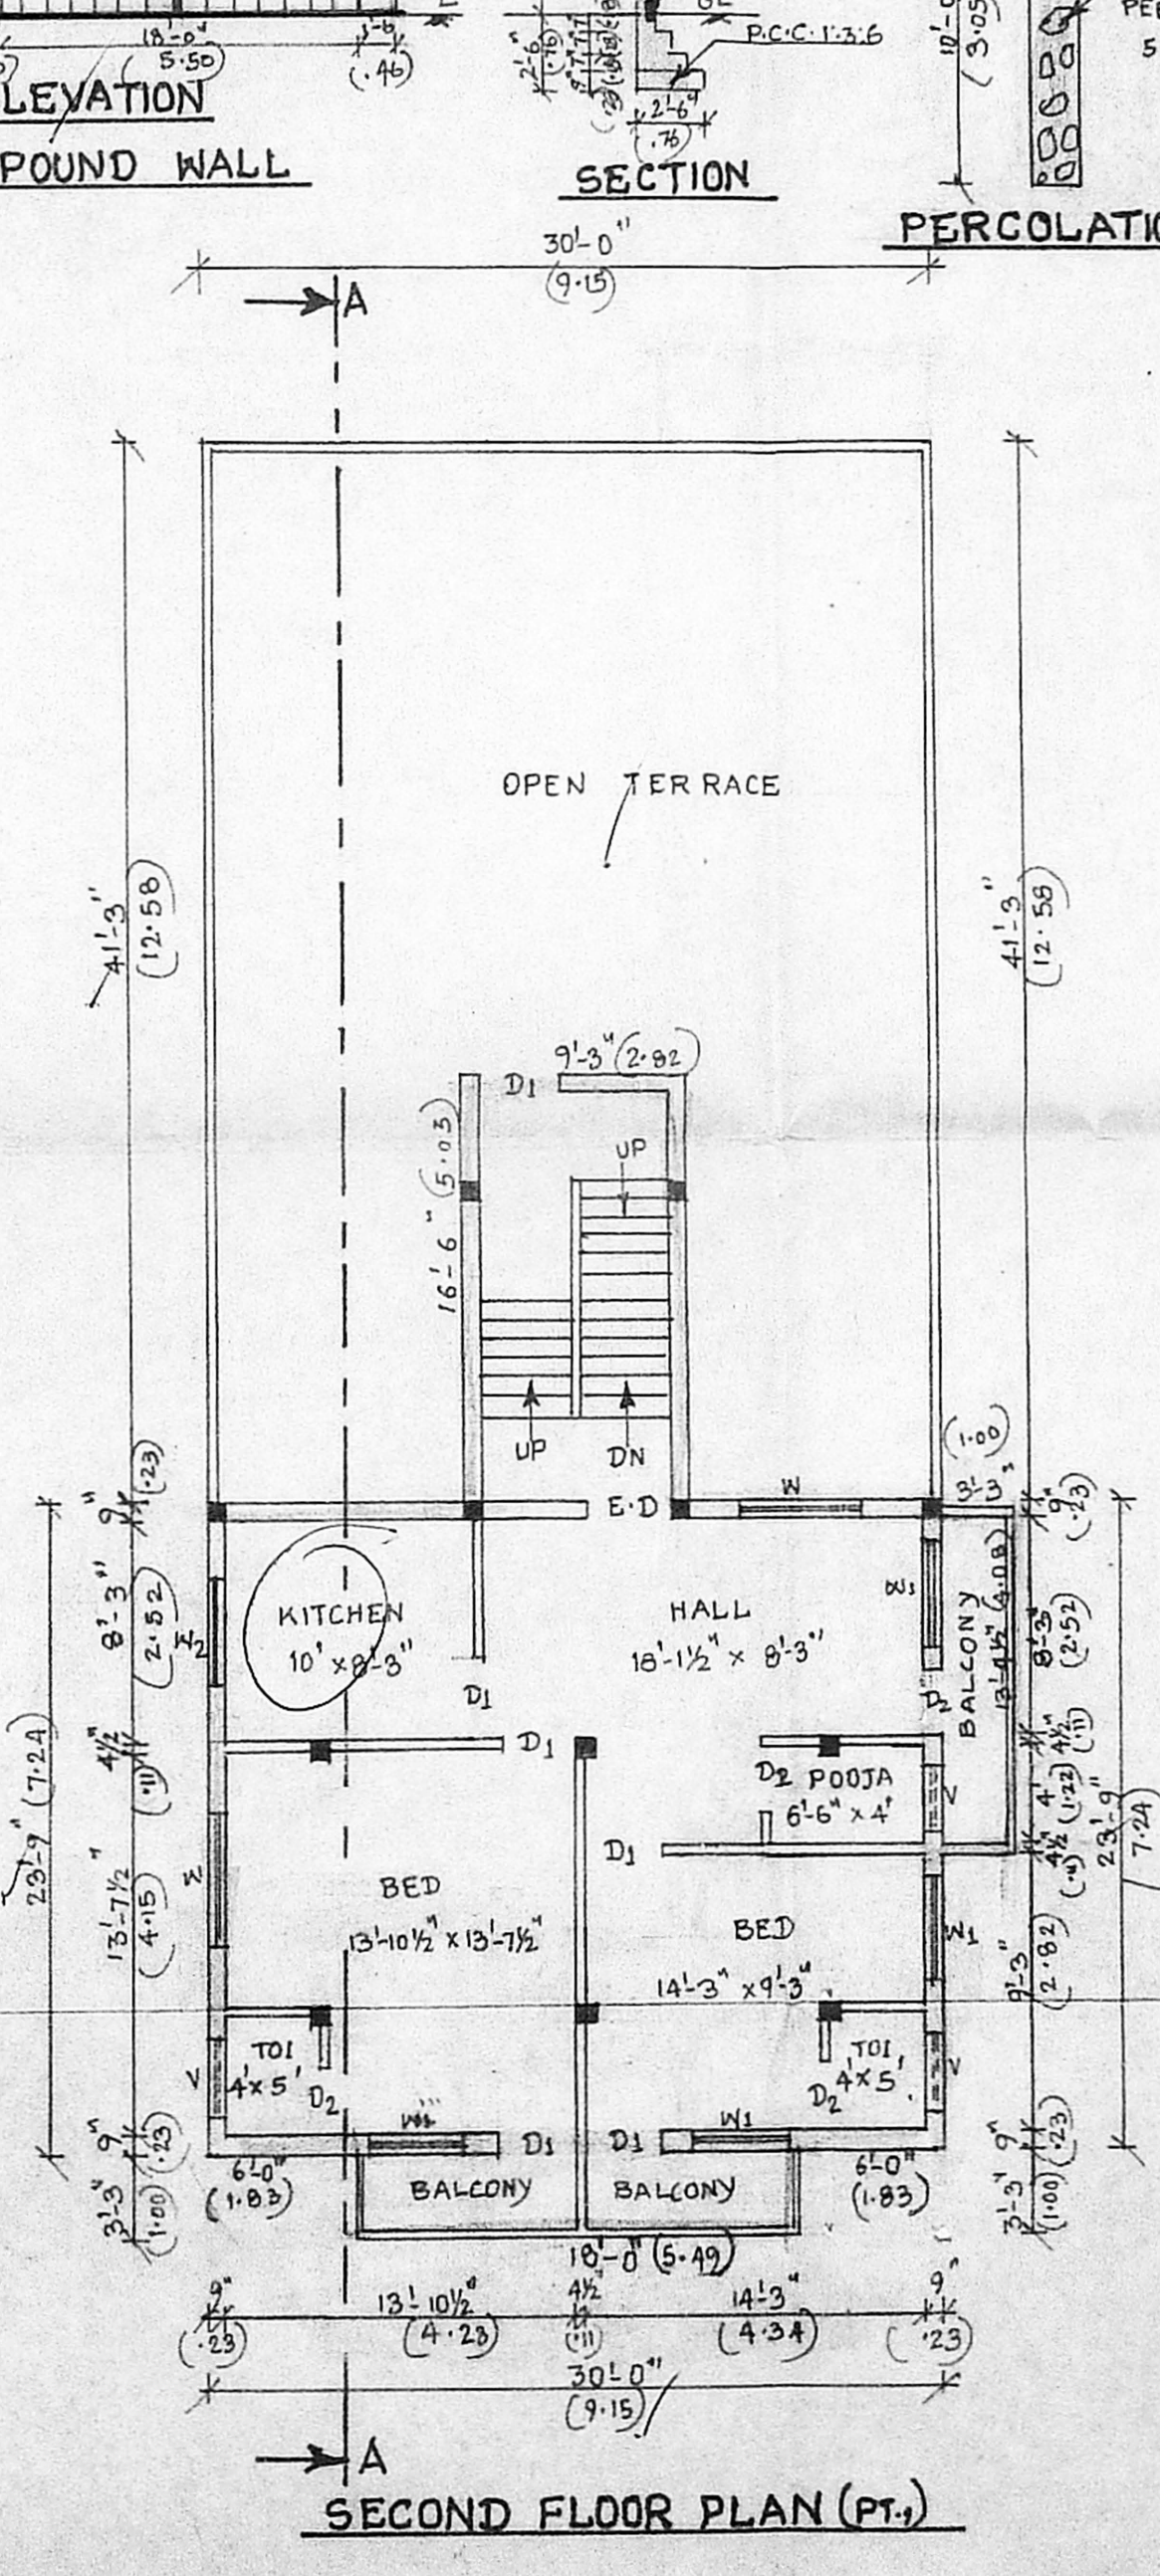 18'-0"
(5.50)
1'-6
(.46)
2'-6"
(.76)
P.C.C. 1:3:6
2'-6"
(.76)
(3.05)
5
LEVATION
POUND WALL
SECTION
PERCOLATIO
30'-0"
(9.15)
A
OPEN TERRACE
41'-3"
(12.58)
41'-3"
(12.58)
9'-3" (2.82)
D1
16'-6" (5.03)
UP
UP
DN
(1.00)
3'-3"
E.D
W
9"
(.23)
9"
(.23)
KITCHEN
10' x 8'-3"
HALL
18'-1½" x 8'-3"
W1
BALCONY
13'-9½" (4.03)
8'-3"
(2.52)
8'-3"
(2.52)
D1
D2
D1
4½"
(.11)
4½"
(.11)
D2
POOJA
6'-6" x 4'
V
4'
(1.22)
D1
4½"
(.11)
23'-9" (7.24)
23'-9"
7.24)
BED
13'-10½" x 13'-7½"
W
13'-7½"
(4.15)
BED
14'-3" x 9'-3"
W1
9'-3"
(2.82)
TOI
4' x 5'
D2
V
TOI
4' x 5'
D2
V
W1
D1
D1
W1
9"
(.23)
9"
(.23)
6'-0"
(1.83)
BALCONY
BALCONY
6'-0"
(1.83)
3'-3"
(1.00)
3'-3"
(1.00)
18'-0" (5.49)
9"
(.23)
13'-10½"
(4.23)
4½"
(.11)
14'-3"
(4.34)
9"
(.23)
30'-0"
(9.15)
A
SECOND FLOOR PLAN (PT.,)